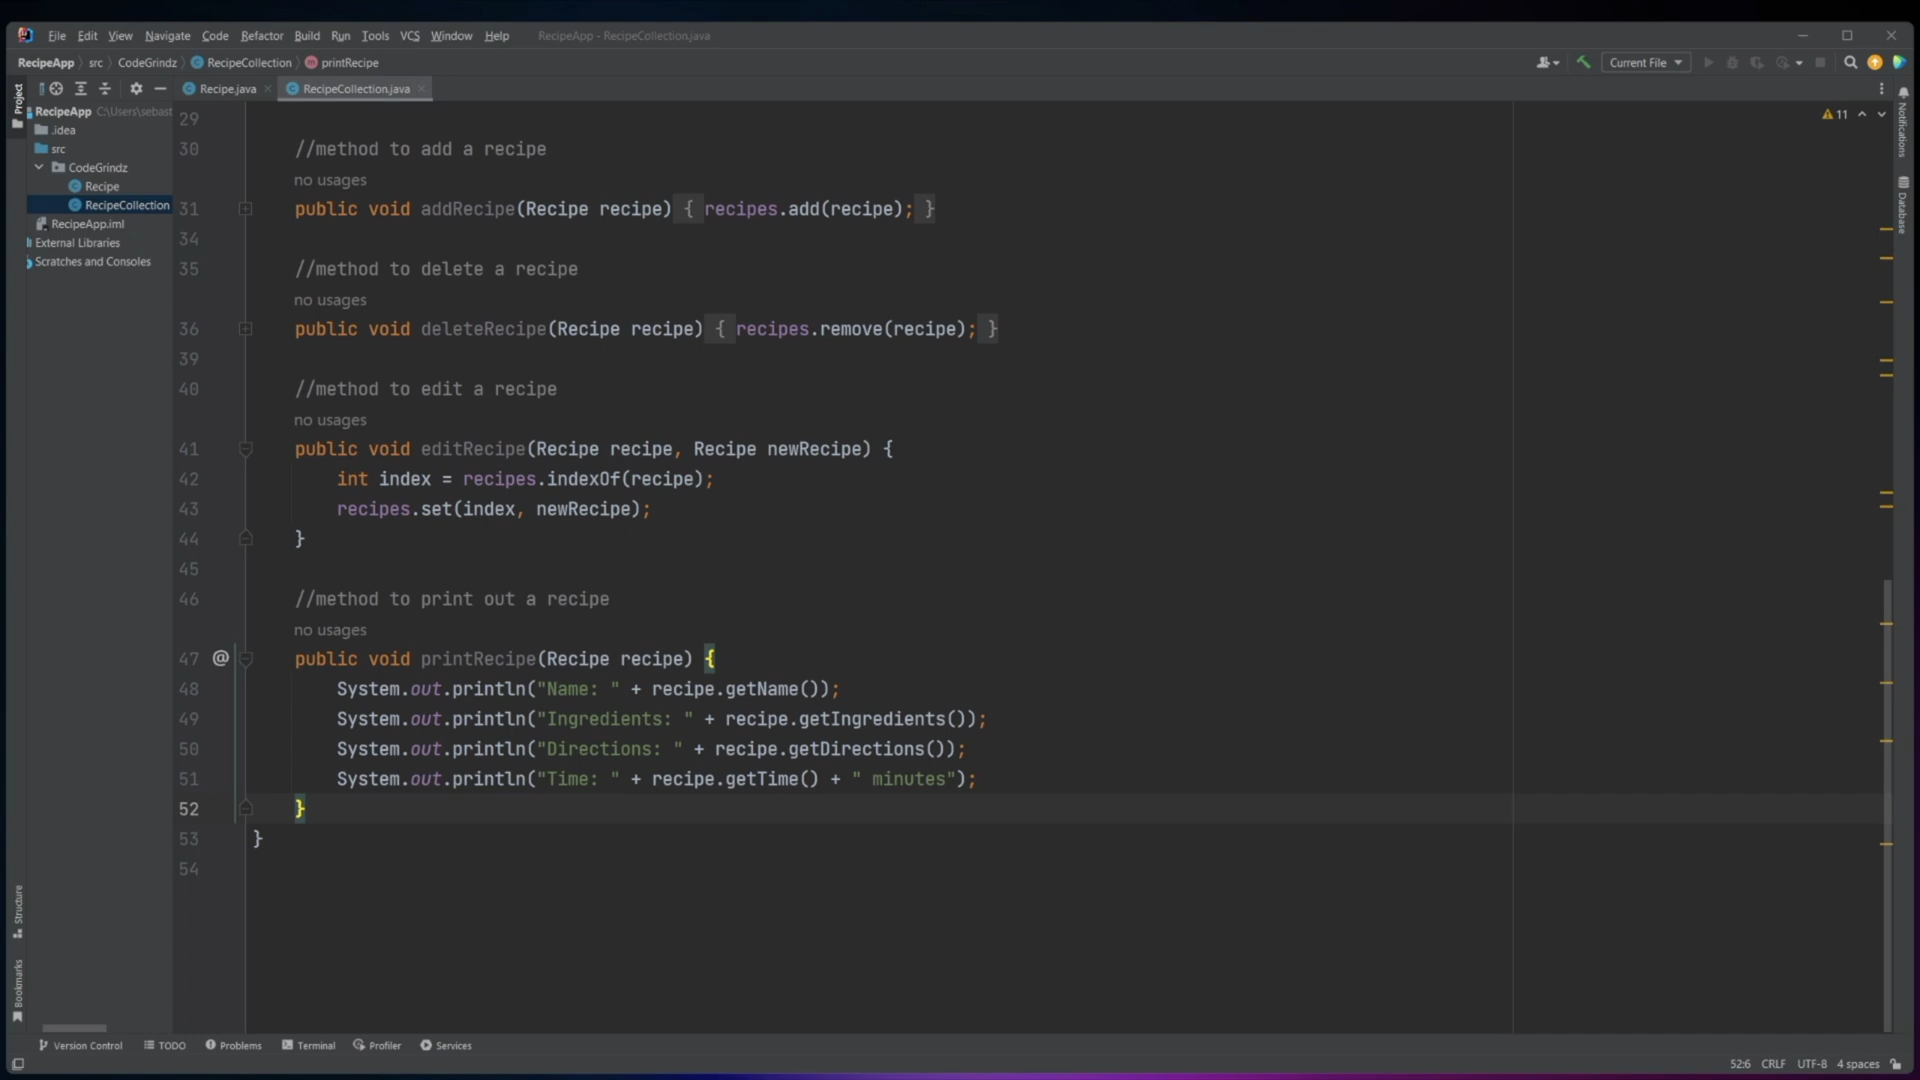 File Edit View Navigate Code Refactor Build Run Tools VCS Window Help RecipeApp - RecipeCollection.java
RecipeApp src CodeGrindz RecipeCollection printRecipe Current File
Recipe.java RecipeCollection.java
Project
RecipeApp C:\Users\sebast
.idea
src
CodeGrindz
Recipe
RecipeCollection
RecipeApp.iml
External Libraries
Scratches and Consoles
Structure
Bookmarks
29
30 //method to add a recipe
no usages
31 public void addRecipe(Recipe recipe) { recipes.add(recipe); }
34
35 //method to delete a recipe
no usages
36 public void deleteRecipe(Recipe recipe) { recipes.remove(recipe); }
39
40 //method to edit a recipe
no usages
41 public void editRecipe(Recipe recipe, Recipe newRecipe) {
42 int index = recipes.indexOf(recipe);
43 recipes.set(index, newRecipe);
44 }
45
46 //method to print out a recipe
no usages
47 @ public void printRecipe(Recipe recipe) {
48 System.out.println("Name: " + recipe.getName());
49 System.out.println("Ingredients: " + recipe.getIngredients());
50 System.out.println("Directions: " + recipe.getDirections());
51 System.out.println("Time: " + recipe.getTime() + " minutes");
52 }
53 }
54
11
Notifications
Database
Version Control TODO Problems Terminal Profiler Services
52:6 CRLF UTF-8 4 spaces